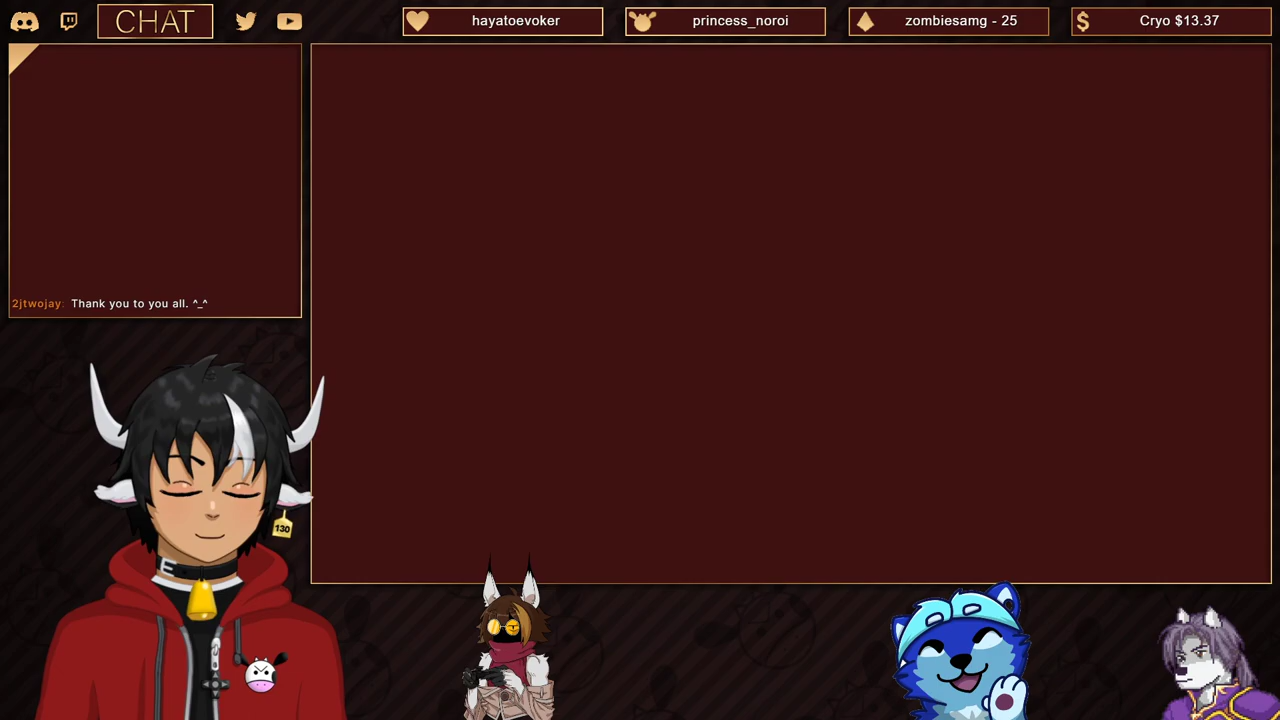 CHAT
hayatoevoker
princess_noroi
zombiesamg - 25
Cryo $13.37
2jtwojay: Thank you to you all. ^_^
130
E